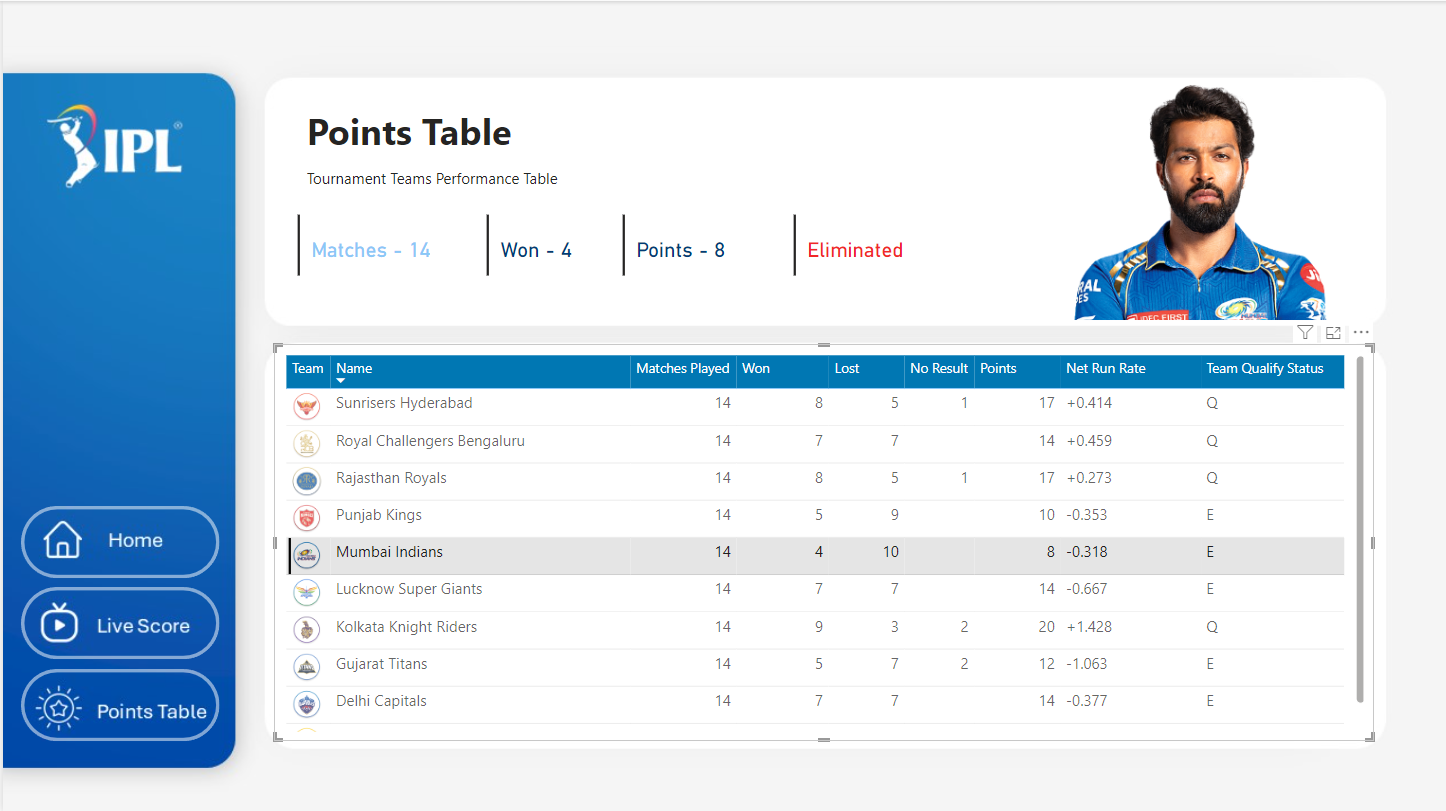 IPL
Points Table
Tournament Teams Performance Table
Matches - 14
Won - 4
Points - 8
Eliminated
IDFC FIRST
Home
Live Score
Points Table
Team Name Matches Played Won Lost No Result Points Net Run Rate Team Qualify Status
Sunrisers Hyderabad 14 8 5 1 17 +0.414 Q
Royal Challengers Bengaluru 14 7 7 14 +0.459 Q
Rajasthan Royals 14 8 5 1 17 +0.273 Q
Punjab Kings 14 5 9 10 -0.353 E
Mumbai Indians 14 4 10 8 -0.318 E
Lucknow Super Giants 14 7 7 14 -0.667 E
Kolkata Knight Riders 14 9 3 2 20 +1.428 Q
Gujarat Titans 14 5 7 2 12 -1.063 E
Delhi Capitals 14 7 7 14 -0.377 E